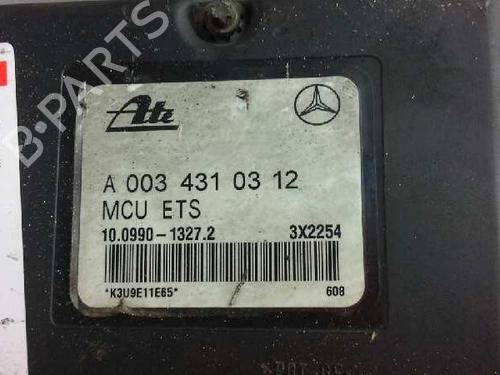 B-PARTS
Ate
A 003 431 03 12
MCU ETS
10.0990-1327.2 3X2254
*K3U9E11E65*
608